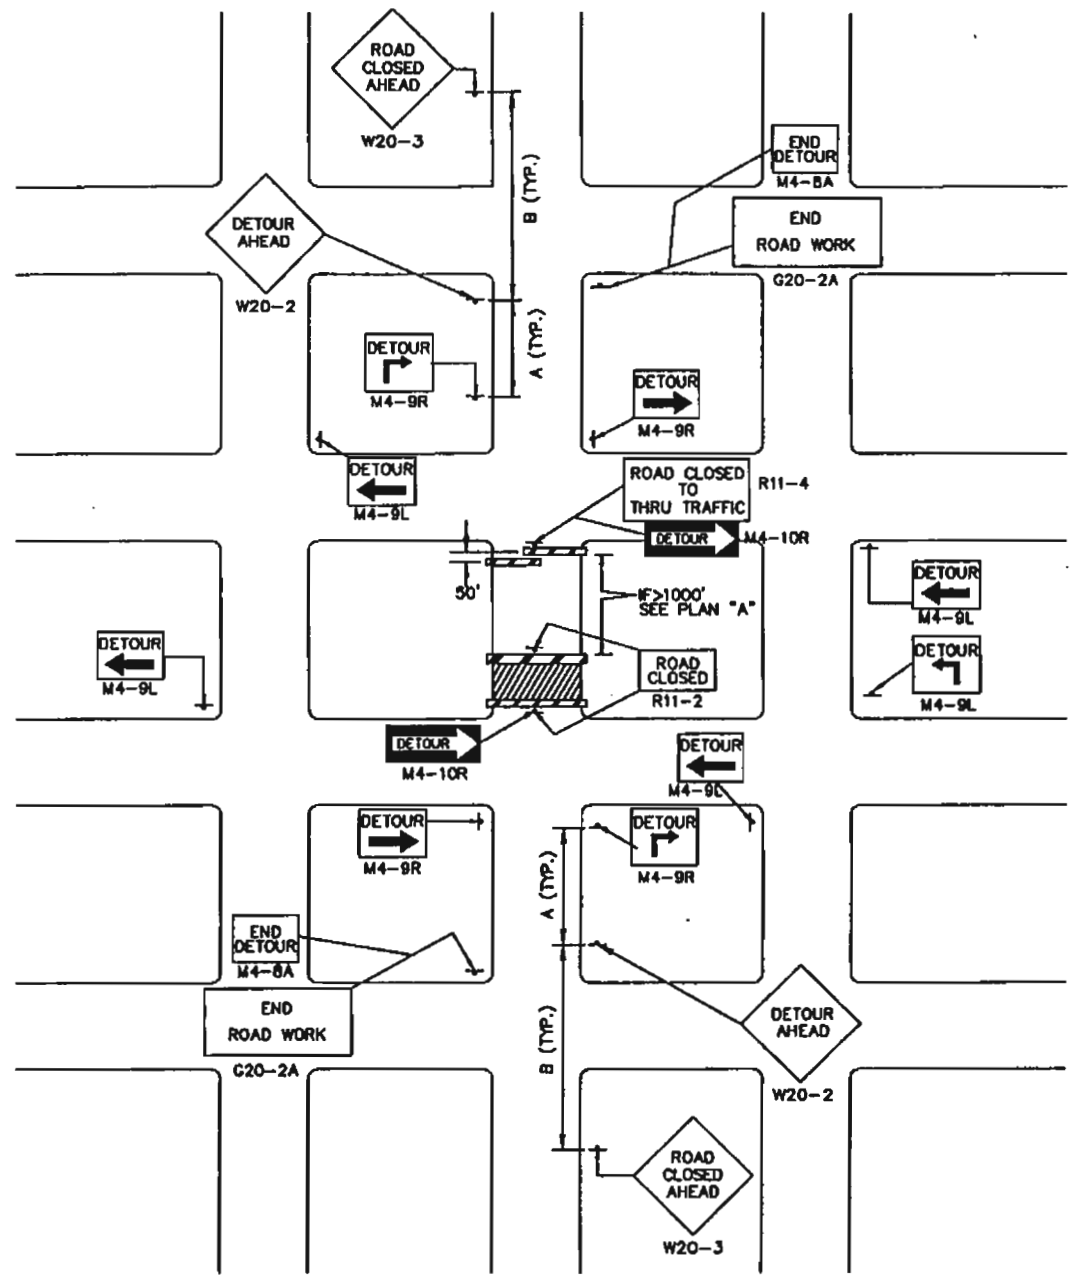 ROAD
CLOSED
AHEAD
W20-3
END
DETOUR
M4-8A
B (TYP.)
DETOUR
AHEAD
W20-2
END
ROAD WORK
G20-2A
A (TYP.)
DETOUR
M4-9R
DETOUR
M4-9R
DETOUR
M4-9L
ROAD CLOSED
TO
THRU TRAFFIC
R11-4
DETOUR
M4-10R
50'
IF>1000'
SEE PLAN "A"
DETOUR
M4-9L
DETOUR
M4-9L
DETOUR
M4-9L
ROAD
CLOSED
R11-2
DETOUR
M4-10R
DETOUR
M4-9L
DETOUR
M4-9R
DETOUR
M4-9R
A (TYP.)
END
DETOUR
M4-8A
END
ROAD WORK
G20-2A
B (TYP.)
DETOUR
AHEAD
W20-2
ROAD
CLOSED
AHEAD
W20-3